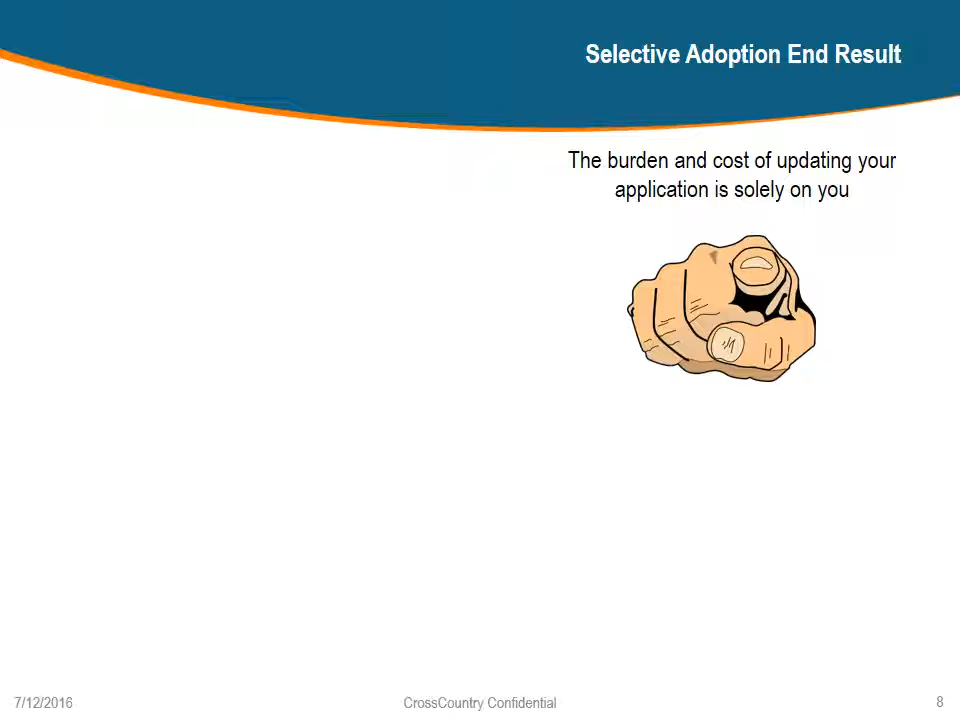 Selective Adoption End Result
The burden and cost of updating your
application is solely on you
7/12/2016
CrossCountry Confidential
8